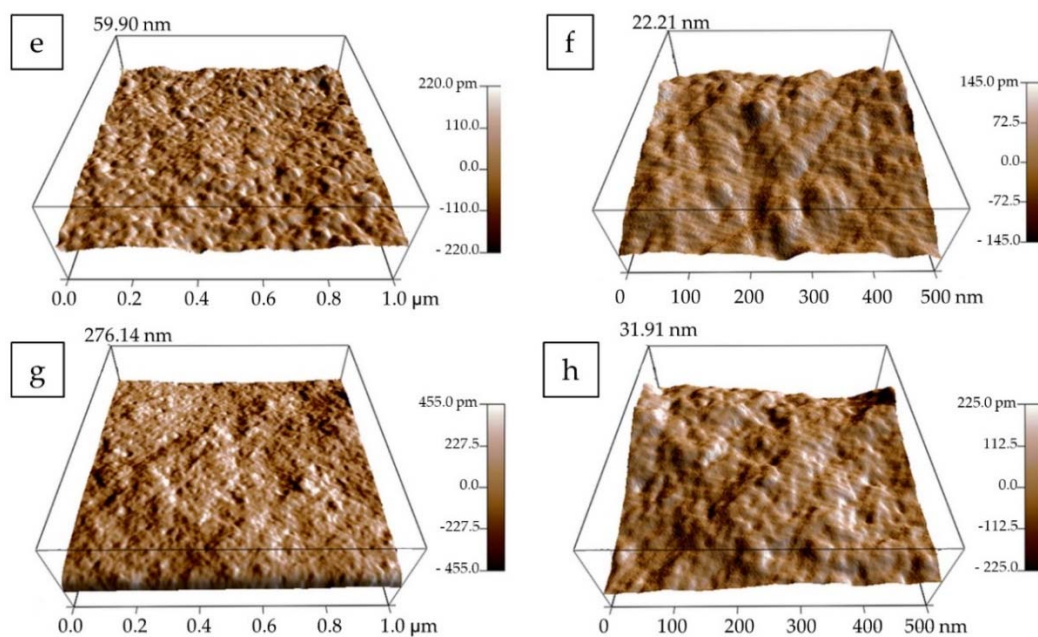 e
59.90 nm
220.0 pm
110.0
0.0
-110.0
- 220.0
0.0 0.2 0.4 0.6 0.8 1.0 µm
f
22.21 nm
145.0 pm
72.5
0.0
-72.5
- 145.0
0 100 200 300 400 500 nm
g
276.14 nm
455.0 pm
227.5
0.0
-227.5
- 455.0
0.0 0.2 0.4 0.6 0.8 1.0 µm
h
31.91 nm
225.0 pm
112.5
0.0
-112.5
- 225.0
0 100 200 300 400 500 nm